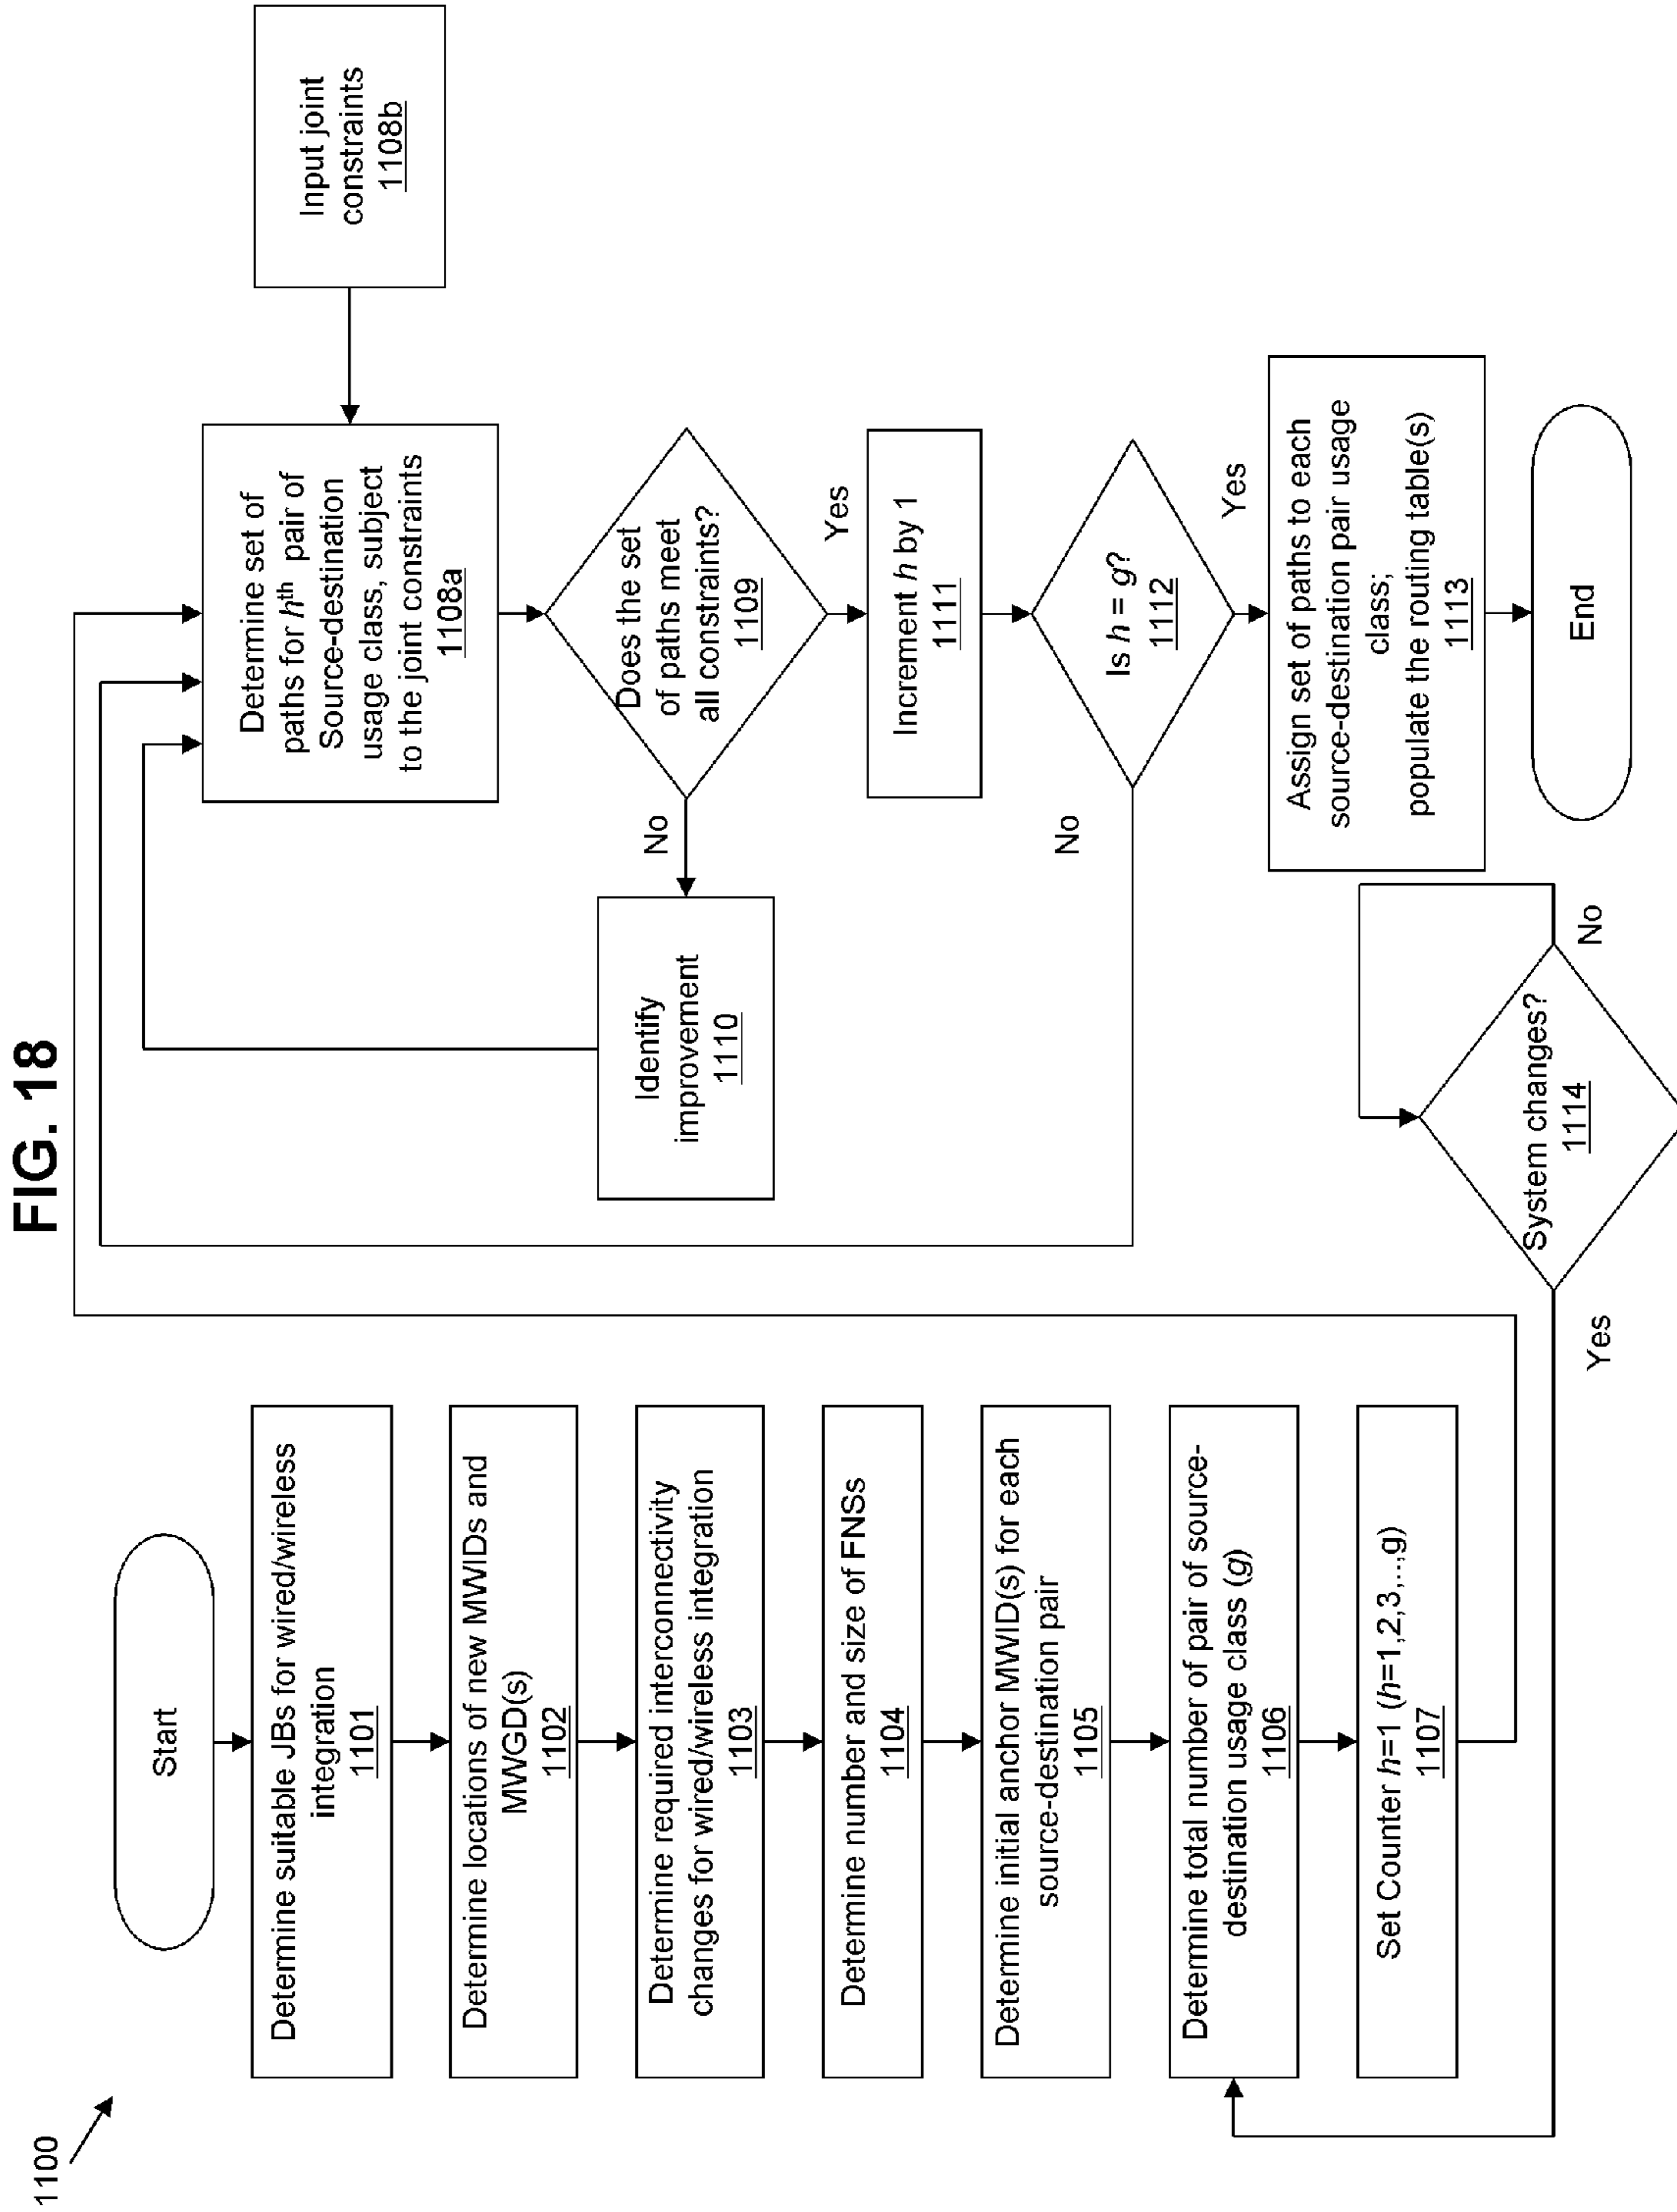 FIG. 18
1100
Start
Determine suitable JBs for wired/wireless
integration
1101
Determine locations of new MWIDs and
MWGD(s)
1102
Determine required interconnectivity
changes for wired/wireless integration
1103
Determine number and size of FNSs
1104
Determine initial anchor MWID(s) for each
source-destination pair
1105
Determine total number of pair of source-
destination usage class (g)
1106
Set Counter h=1 (h=1,2,3,..,g)
1107
Determine set of
paths for hth pair of
Source-destination
usage class, subject
to the joint constraints
1108a
Input joint
constraints
1108b
Does the set
of paths meet
all constraints?
1109
No
Yes
Identify
improvement
1110
Increment h by 1
1111
Is h = g?
1112
No
Yes
Assign set of paths to each
source-destination pair usage
class;
populate the routing table(s)
1113
End
System changes?
1114
No
Yes